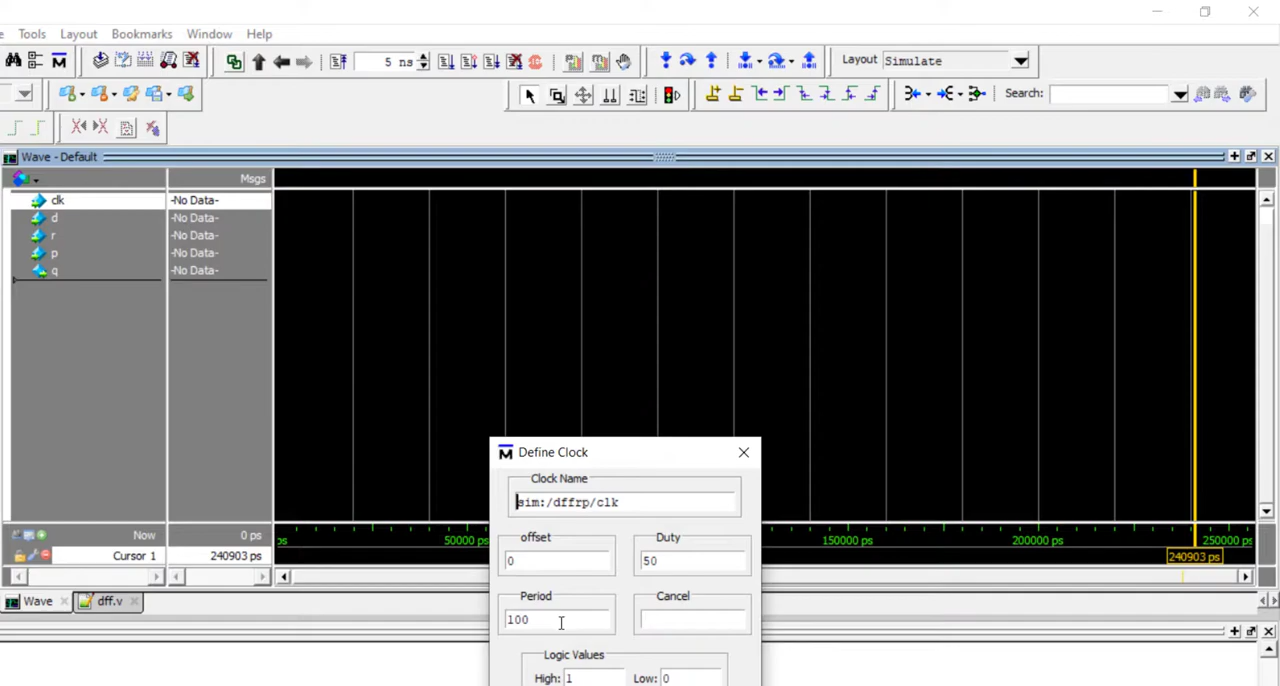 Tools Layout Bookmarks Window Help
5 ns
Layout Simulate
Search:
Wave - Default
Msgs
clk -No Data-
d -No Data-
r -No Data-
p -No Data-
q -No Data-
Define Clock
Clock Name
sim:/dffrp/clk
offset Duty
0 50
Period Cancel
100
Logic Values
High: 1 Low: 0
Now 0 ps
ps 50000 ps 150000 ps 200000 ps 250000 ps
Cursor 1 240903 ps 240903 ps
Wave dff.v